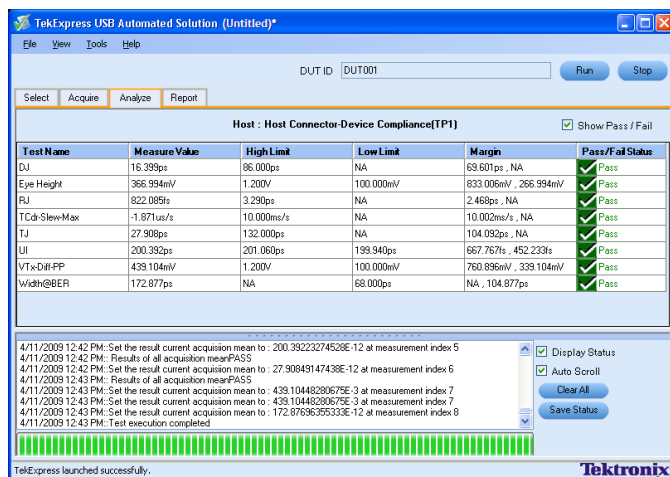 TekExpress USB Automated Solution (Untitled)*
File View Tools Help
DUT ID DUT001 Run Stop
Select Acquire Analyze Report
Host : Host Connector-Device Compliance(TP1) Show Pass / Fail
Test Name Measure Value High Limit Low Limit Margin Pass/Fail Status
DJ 16.399ps 86.000ps NA 69.601ps , NA Pass
Eye Height 366.994mV 1.200V 100.000mV 833.006mV , 266.994mV Pass
RJ 822.085fs 3.290ps NA 2.468ps , NA Pass
TCdr-Slew-Max -1.871us/s 10.000ms/s NA 10.002ms/s , NA Pass
TJ 27.908ps 132.000ps NA 104.092ps , NA Pass
UI 200.392ps 201.060ps 199.940ps 667.767fs , 452.233fs Pass
VTx-Diff-PP 439.104mV 1.200V 100.000mV 760.896mV , 339.104mV Pass
Width@BER 172.877ps NA 68.000ps NA , 104.877ps Pass
4/11/2009 12:42 PM::Set the result current acquisiion mean to : 200.39223274528E-12 at measurement index 5
4/11/2009 12:42 PM:: Results of all acquisition meanPASS
4/11/2009 12:42 PM::Set the result current acquisiion mean to : 27.90849147438E-12 at measurement index 6
4/11/2009 12:43 PM:: Results of all acquisition meanPASS
4/11/2009 12:43 PM::Set the result current acquisiion mean to : 439.10448280675E-3 at measurement index 7
4/11/2009 12:43 PM::Set the result current acquisiion mean to : 439.10448280675E-3 at measurement index 7
4/11/2009 12:43 PM::Set the result current acquisiion mean to : 172.87696355333E-12 at measurement index 8
4/11/2009 12:43 PM::Test execution completed
Display Status
Auto Scroll
Clear All
Save Status
TekExpress launched successfully.
Tektronix